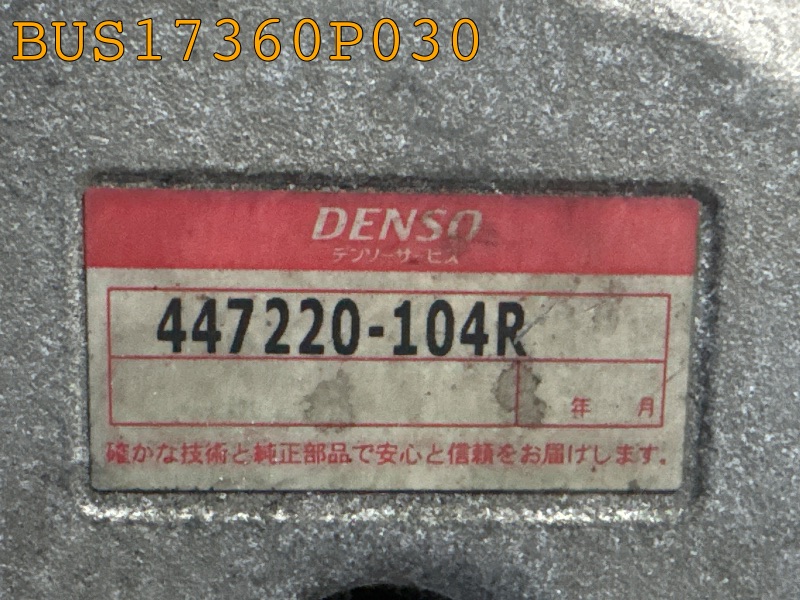 BUS17360P030
DENSO
デンソーサービス
447220-104R
年 月
確かな技術と純正部品で安心と信頼をお届けします。